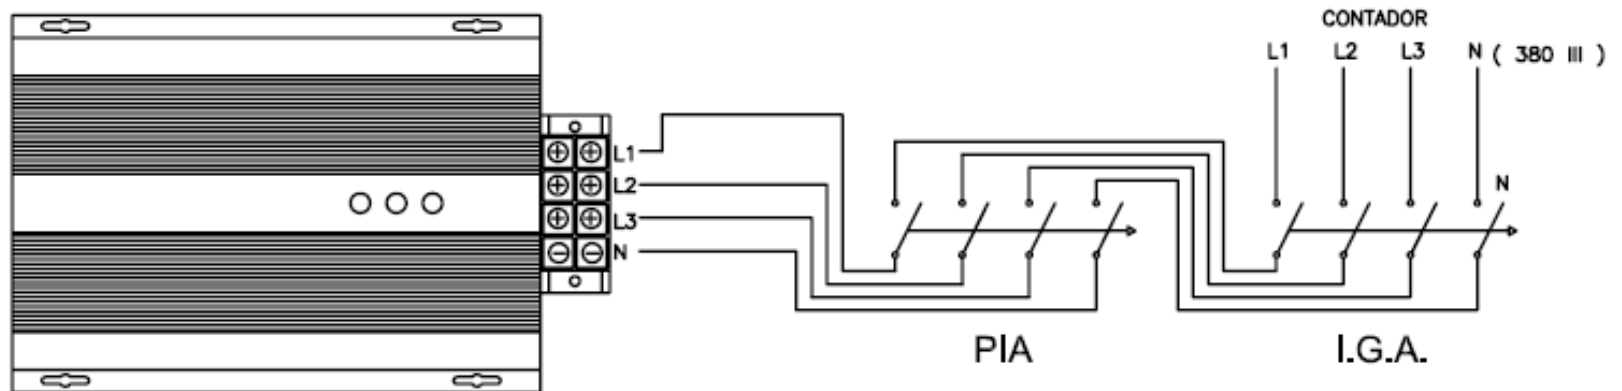 CONTADOR
L1 L2 L3 N ( 380 III )
N
L1
L2
L3
N
PIA
I.G.A.